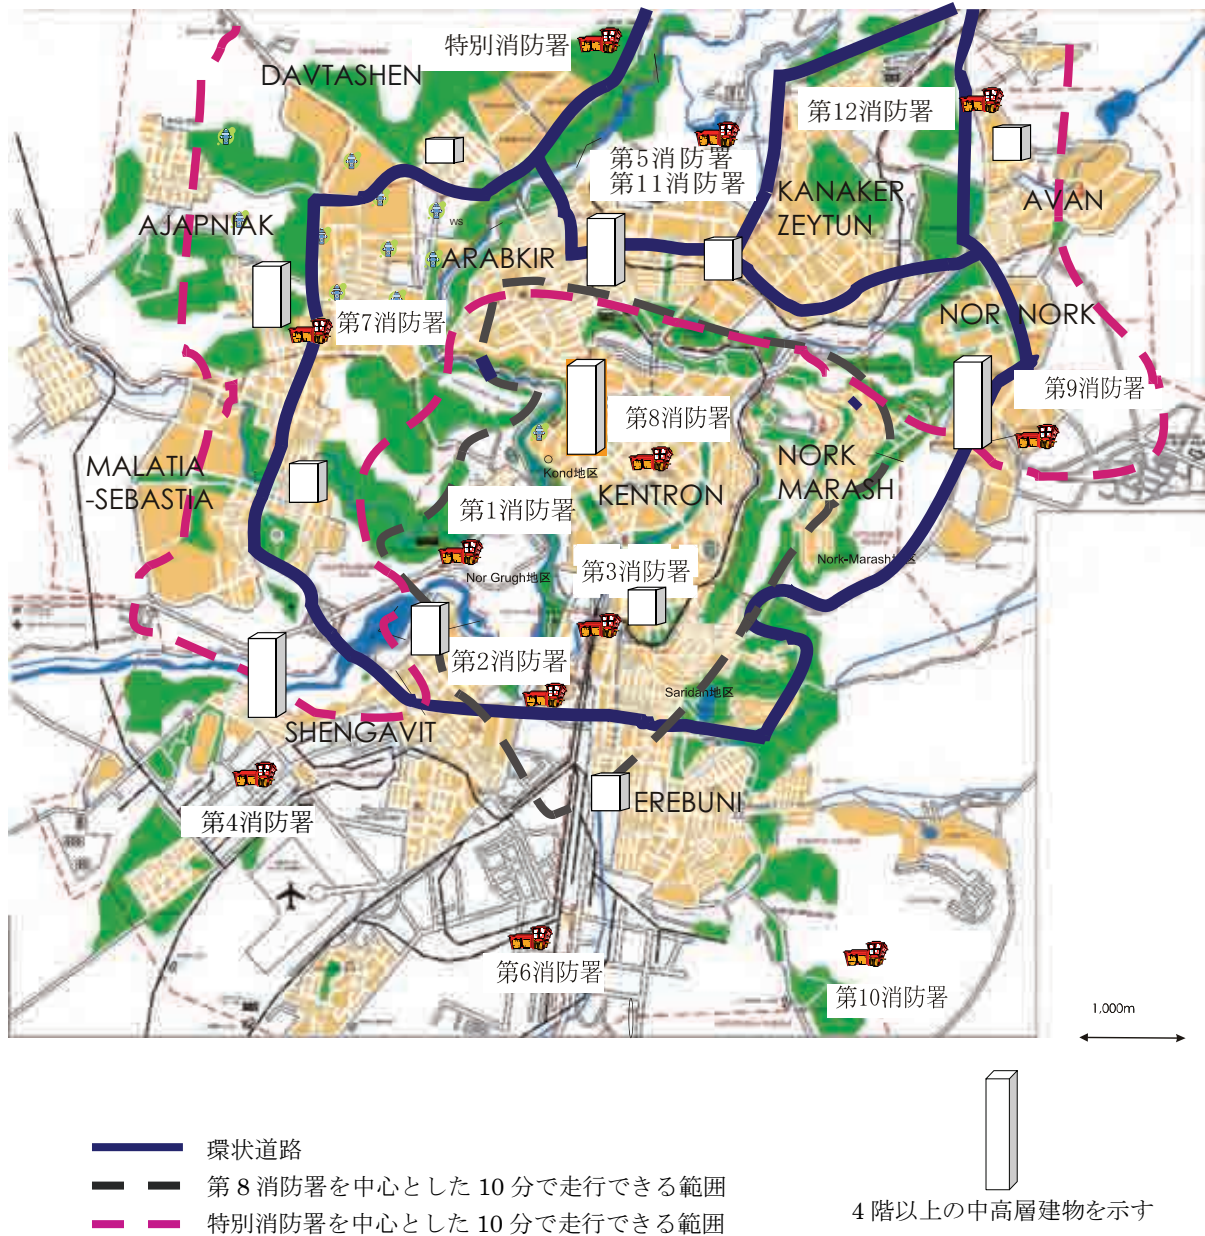 特別消防署
DAVTASHEN
第12消防署
第5消防署
第11消防署
KANAKER
ZEYTUN
AVAN
AJAPNIAK
ws
ARABKIR
第7消防署
NOR NORK
第9消防署
第8消防署
MALATIA
-SEBASTIA
Kond地区
KENTRON
NORK
MARASH
第1消防署
Nor Grugh地区
第3消防署
Nork-Marash地区
第2消防署
Saridan地区
SHENGAVIT
EREBUNI
第4消防署
第6消防署
第10消防署
1,000m
環状道路
第 8 消防署を中心とした 10 分で走行できる範囲
特別消防署を中心とした 10 分で走行できる範囲
4 階以上の中高層建物を示す